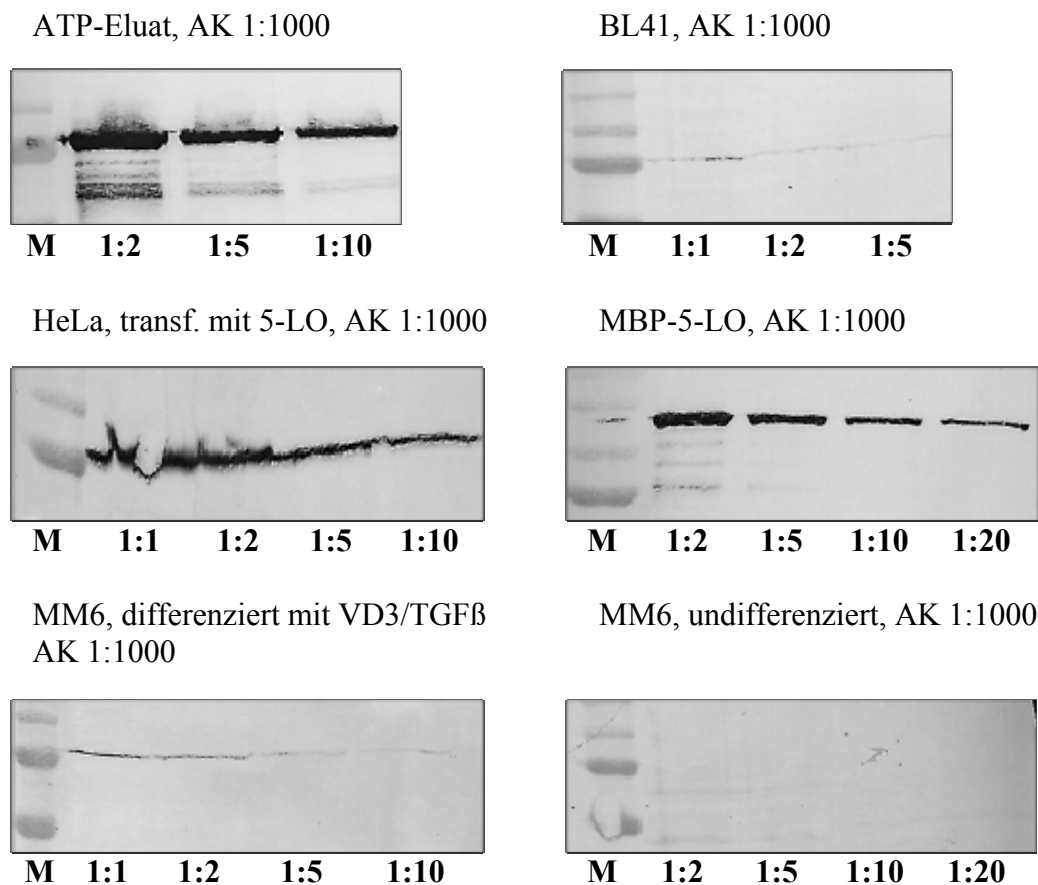 ATP-Eluat, AK 1:1000
BL41, AK 1:1000
M 1:2 1:5 1:10
M 1:1 1:2 1:5
HeLa, transf. mit 5-LO, AK 1:1000
MBP-5-LO, AK 1:1000
M 1:1 1:2 1:5 1:10
M 1:2 1:5 1:10 1:20
MM6, differenziert mit VD3/TGFß
AK 1:1000
MM6, undifferenziert, AK 1:1000
M 1:1 1:2 1:5 1:10
M 1:2 1:5 1:10 1:20